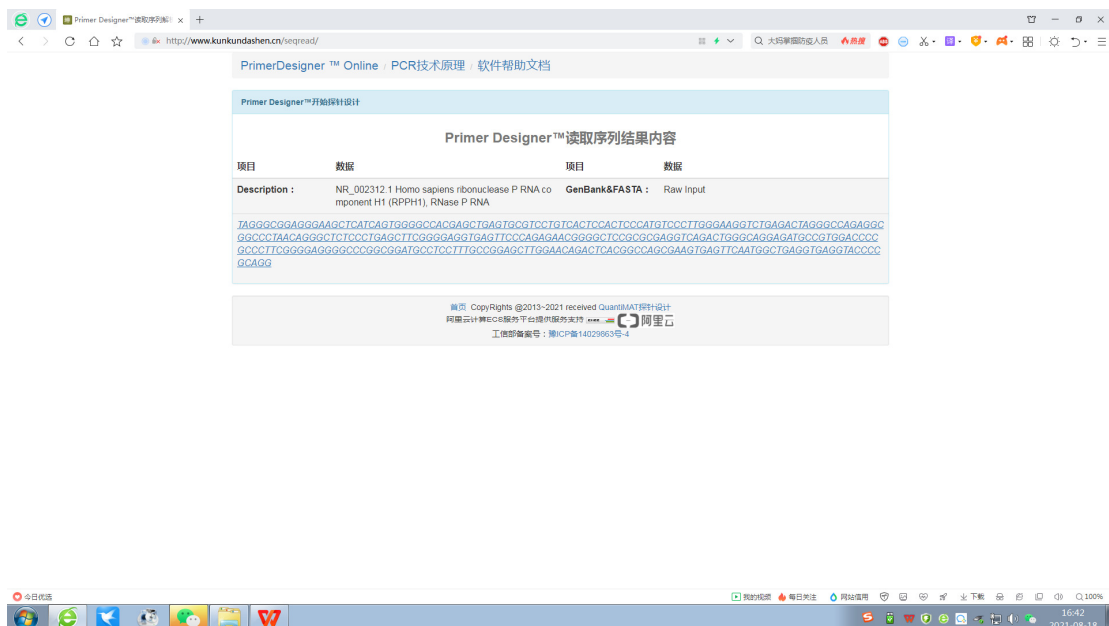 Primer Designer™读取序列解
http://www.kunkundashen.cn/seqread/
大妈掌掴防疫人员
热搜
PrimerDesigner ™ Online / PCR技术原理 / 软件帮助文档
Primer Designer™开始探针设计
Primer Designer™读取序列结果内容
项目 数据 项目 数据
Description： NR_002312.1 Homo sapiens ribonuclease P RNA co GenBank&FASTA： Raw Input
mponent H1 (RPPH1), RNase P RNA
TAGGGCGGAGGGAAGCTCATCAGTGGGGCCACGAGCTGAGTGCGTCCTGTCACTCCACTCCCATGTCCCTTGGGAAGGTCTGAGACTAGGGCCAGAGGC
GGCCCTAACAGGGCTCTCCCTGAGCTTCGGGGAGGTGAGTTCCCAGAGAACGGGGCTCCGCGCGAGGTCAGACTGGGCAGGAGATGCCGTGGACCCC
GCCCTTCGGGGAGGGGCCCGGCGGATGCCTCCTTTGCCGGAGCTTGGAACAGACTCACGGCCAGCGAAGTGAGTTCAATGGCTGAGGTGAGGTACCCC
GCAGG
首页 CopyRights @2013~2021 received QuantiMAT探针设计
阿里云计算ECS服务平台提供服务支持 阿里云
工信部备案号：豫ICP备14029863号-4
今日优选
我的视频 每日关注 网站信用 下载 100%
16:42
2021-08-18